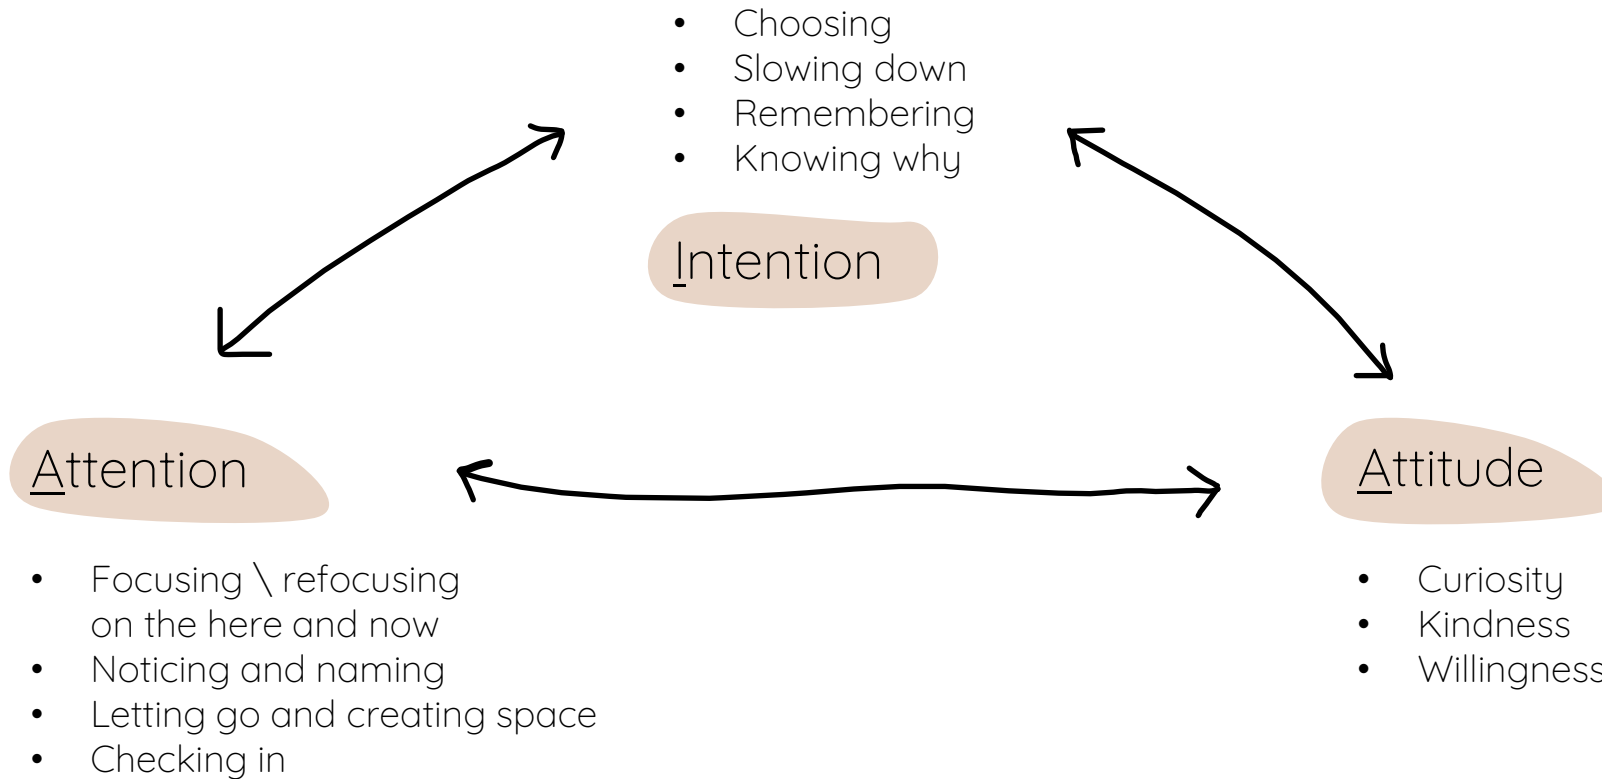 • Choosing
• Slowing down
• Remembering
• Knowing why
Intention
Attention
Attitude
• Focusing \ refocusing
on the here and now
• Noticing and naming
• Letting go and creating space
• Checking in
• Curiosity
• Kindness
• Willingness